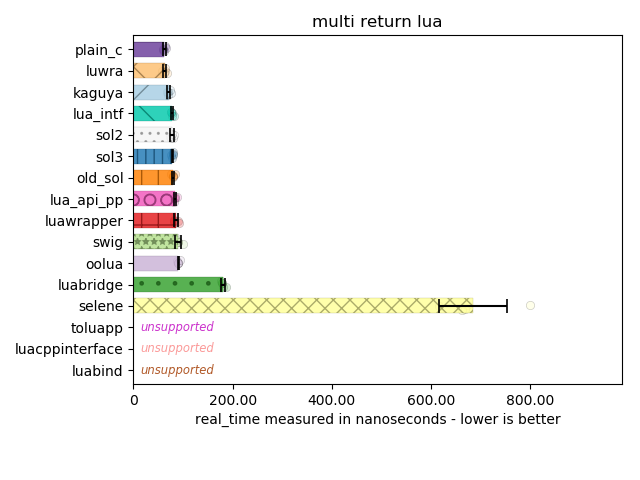 multi return lua
plain_c
luwra
kaguya
lua_intf
sol2
sol3
old_sol
lua_api_pp
luawrapper
swig
oolua
luabridge
selene
toluapp unsupported
luacppinterface unsupported
luabind unsupported
0 200.00 400.00 600.00 800.00
real_time measured in nanoseconds - lower is better